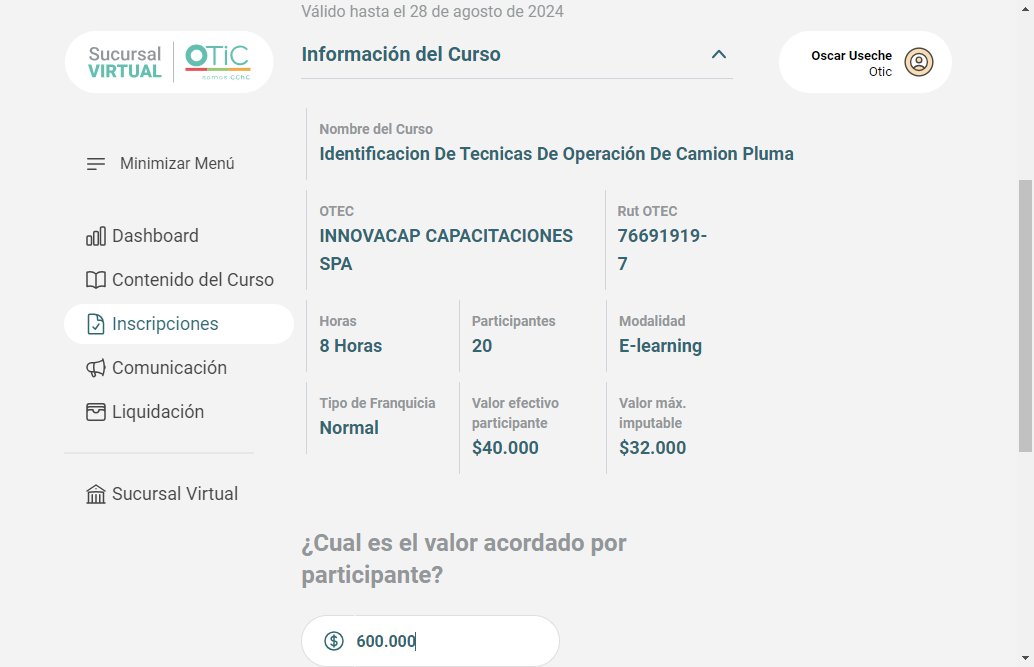 Válido hasta el 28 de agosto de 2024
Sucursal
VIRTUAL
OTiC
somos CChC
Información del Curso
Oscar Useche
Otic
Minimizar Menú
Dashboard
Contenido del Curso
Inscripciones
Comunicación
Liquidación
Sucursal Virtual
Nombre del Curso
Identificacion De Tecnicas De Operación De Camion Pluma
OTEC
INNOVACAP CAPACITACIONES
SPA
Rut OTEC
76691919-
7
Horas
8 Horas
Participantes
20
Modalidad
E-learning
Tipo de Franquicia
Normal
Valor efectivo
participante
$40.000
Valor máx.
imputable
$32.000
¿Cual es el valor acordado por
participante?
$ 600.000